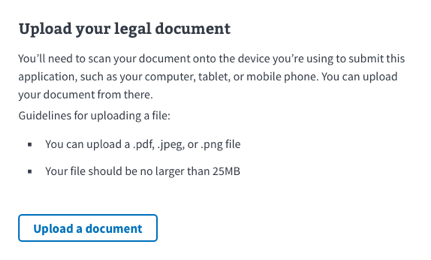 Upload your legal document
You'll need to scan your document onto the device you're using to submit this
application, such as your computer, tablet, or mobile phone. You can upload
your document from there.
Guidelines for uploading a file:
▪ You can upload a .pdf, .jpeg, or .png file
▪ Your file should be no larger than 25MB
Upload a document